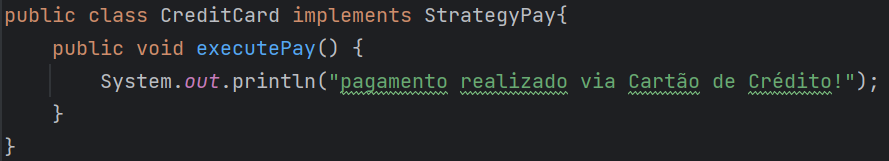 public class CreditCard implements StrategyPay{
    public void executePay() {
        System.out.println("pagamento realizado via Cartão de Crédito!");
    }
}